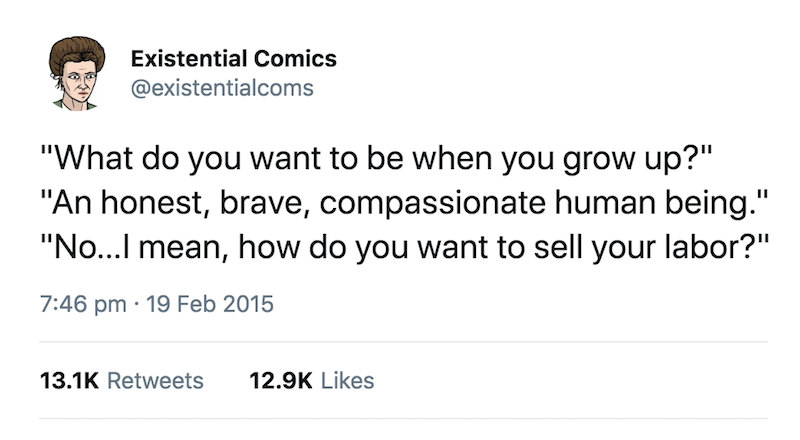 Existential Comics
@existentialcoms
"What do you want to be when you grow up?"
"An honest, brave, compassionate human being."
"No...I mean, how do you want to sell your labor?"
7:46 pm · 19 Feb 2015
13.1K Retweets 12.9K Likes